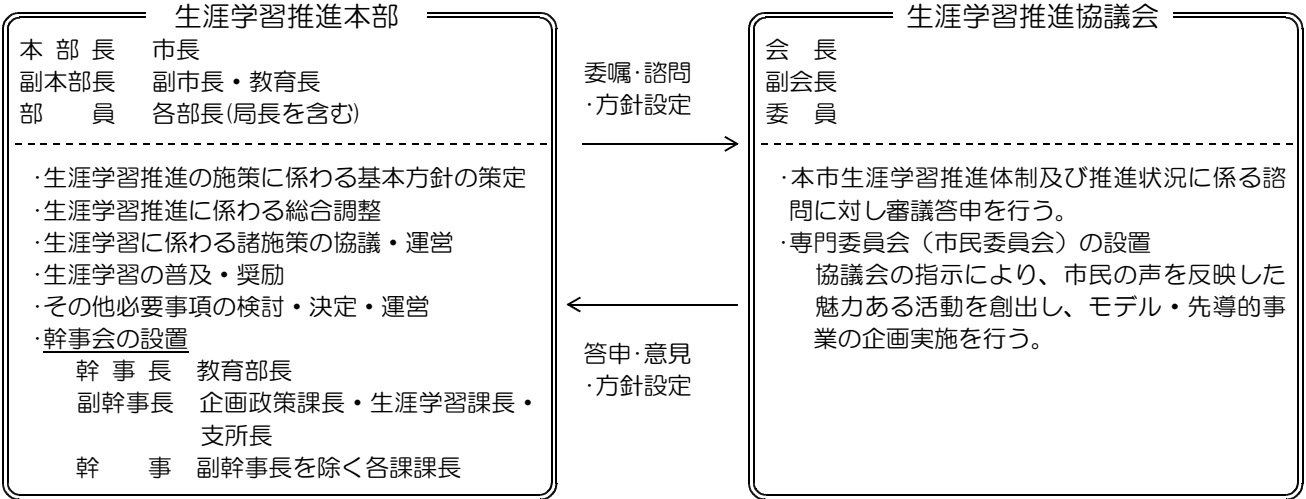 生涯学習推進本部
本 部 長 市長
副本部長 副市長・教育長
部 員 各部長(局長を含む)
·生涯学習推進の施策に係わる基本方針の策定
·生涯学習推進に係わる総合調整
·生涯学習に係わる諸施策の協議・運営
·生涯学習の普及・奨励
·その他必要事項の検討・決定・運営
·幹事会の設置
幹 事 長 教育部長
副幹事長 企画政策課長・生涯学習課長・
支所長
幹 事 副幹事長を除く各課課長
委嘱·諮問
·方針設定
答申·意見
·方針設定
生涯学習推進協議会
会 長
副会長
委 員
·本市生涯学習推進体制及び推進状況に係る諮
問に対し審議答申を行う。
·専門委員会（市民委員会）の設置
協議会の指示により、市民の声を反映した
魅力ある活動を創出し、モデル・先導的事
業の企画実施を行う。